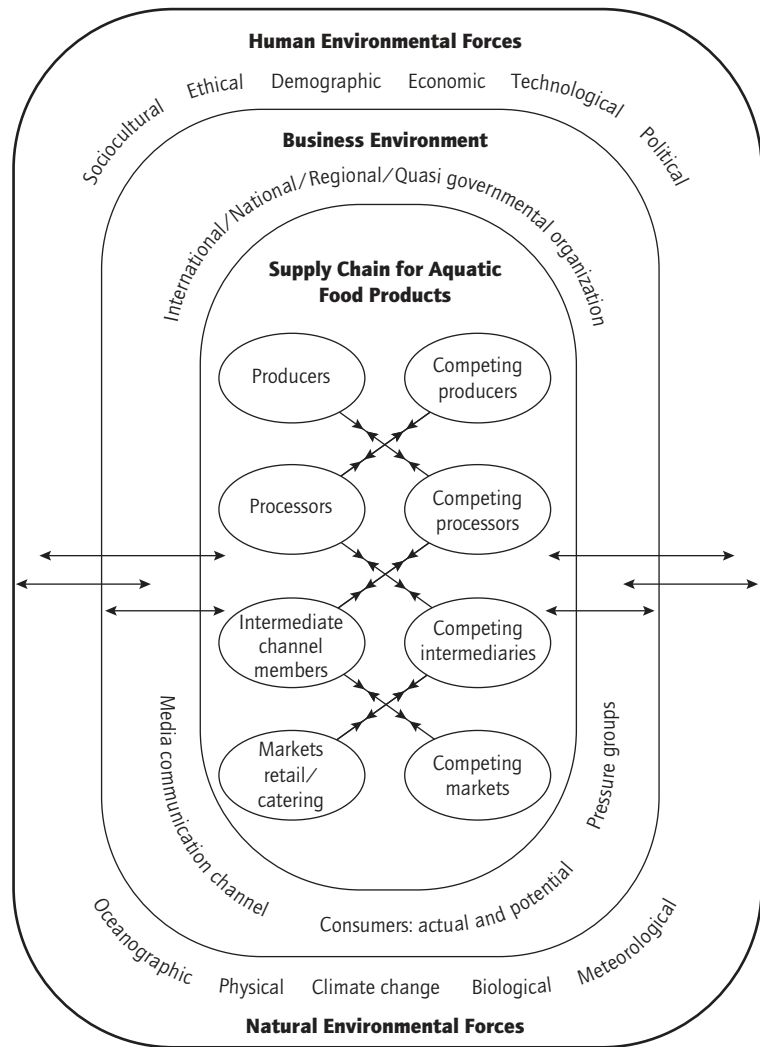 Human Environmental Forces
Sociocultural Ethical Demographic Economic Technological Political
Business Environment
International/National/Regional/Quasi governmental organization
Supply Chain for Aquatic
Food Products
Producers
Competing
producers
Processors
Competing
processors
Intermediate
channel
members
Competing
intermediaries
Markets
retail/
catering
Competing
markets
Media communication channel
Consumers: actual and potential
Pressure groups
Oceanographic Physical Climate change Biological Meteorological
Natural Environmental Forces